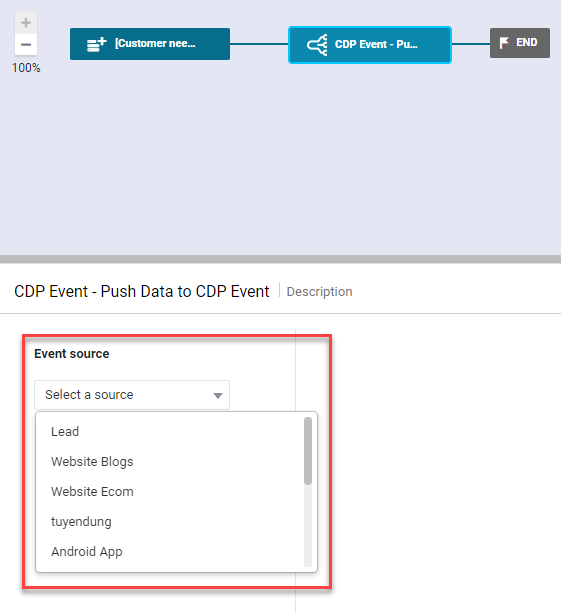 [Customer nee...
CDP Event - Pu...
END
100%
CDP Event - Push Data to CDP Event
Description
Event source
Select a source
Lead
Website Blogs
Website Ecom
tuyendung
Android App